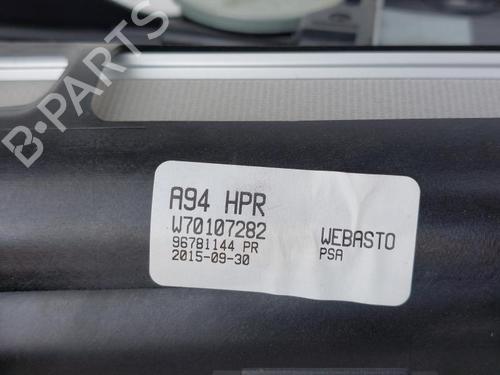 B-PARTS
A94 HPR
W70107282
96781144 PR
2015-09-30
WEBASTO
PSA